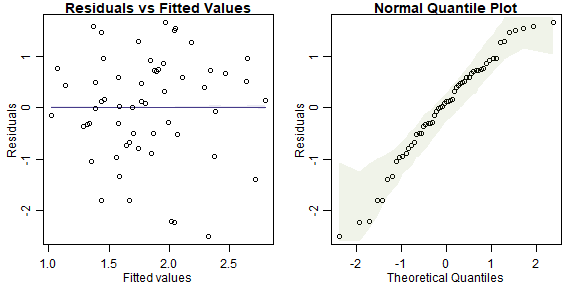 Residuals vs Fitted Values
Residuals
1
0
-1
-2
1.0 1.5 2.0 2.5
Fitted values
Normal Quantile Plot
Residuals
1
0
-1
-2
-2 -1 0 1 2
Theoretical Quantiles